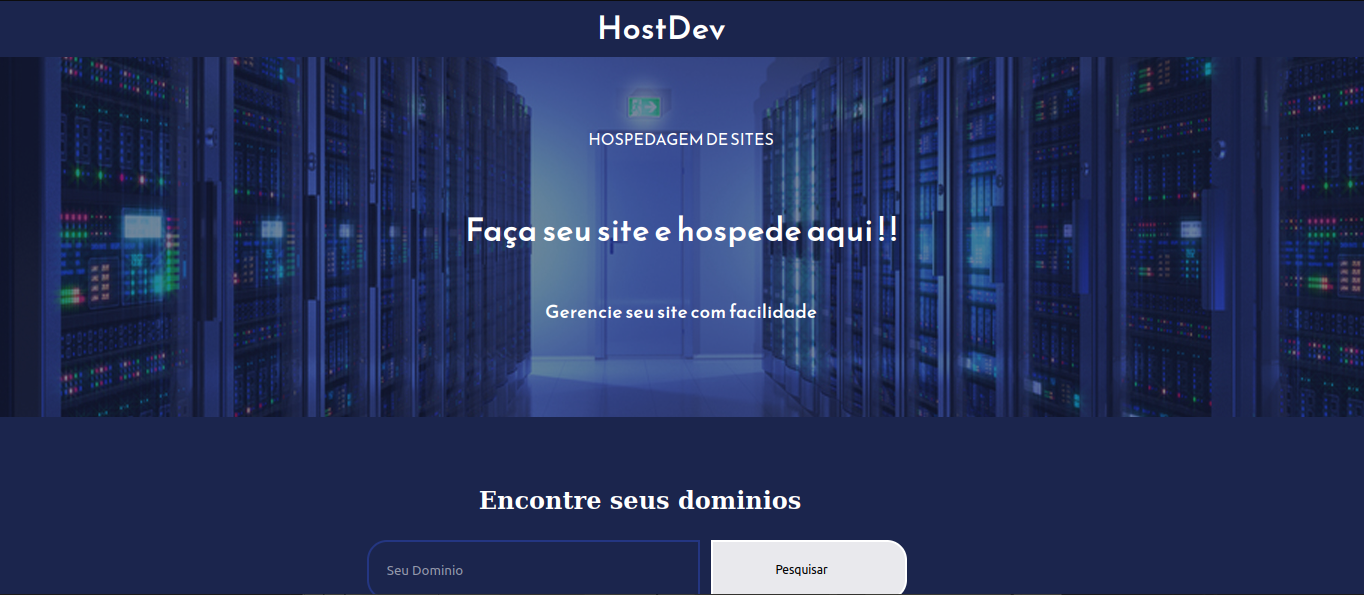 HostDev
HOSPEDAGEM DE SITES
Faça seu site e hospede aqui !!
Gerencie seu site com facilidade
Encontre seus dominios
Seu Dominio
Pesquisar